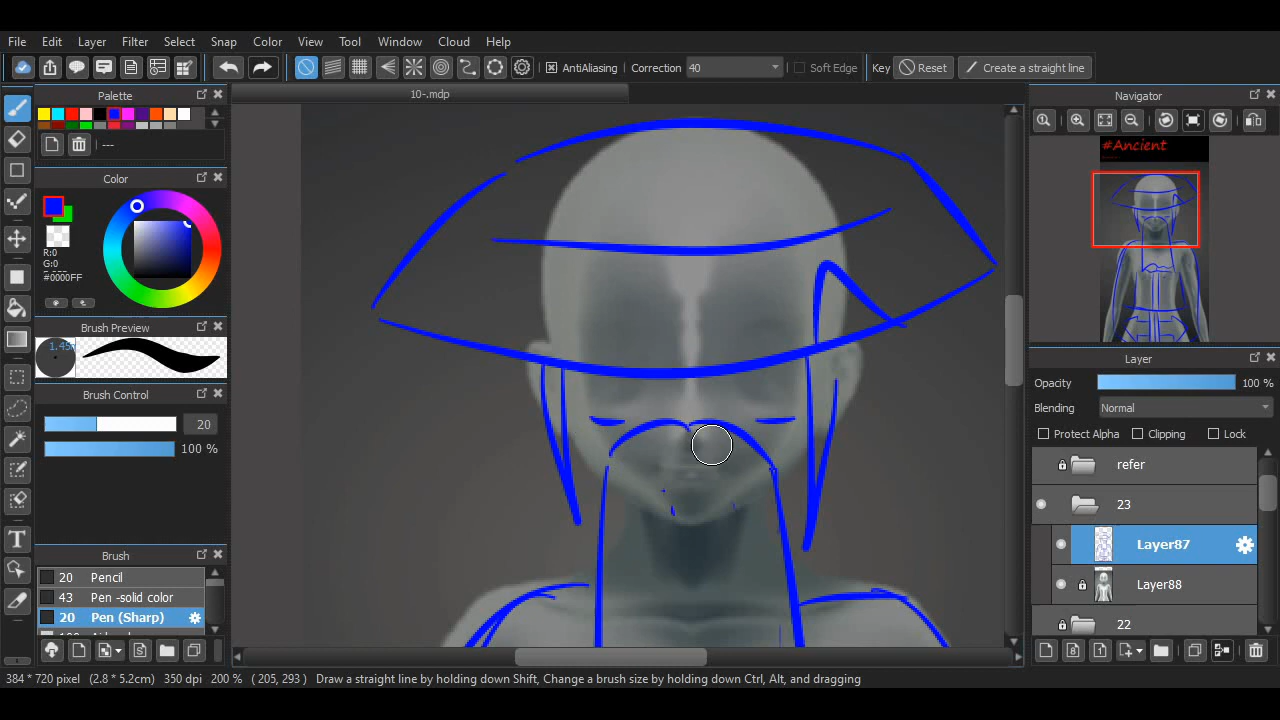 File Edit Layer Filter Select Snap Color View Tool Window Cloud Help
AntiAliasing Correction 40 Soft Edge Key Reset Create a straight line
Palette
10-.mdp
Navigator
---
#Ancient
Color
R:0
G:0
#0000FF
Brush Preview
1.45
Layer
Opacity 100 %
Brush Control
Blending Normal
20
Protect Alpha Clipping Lock
100 %
refer
23
Layer87
Brush
20 Pencil
Layer88
43 Pen -solid color
20 Pen (Sharp)
22
384 * 720 pixel (2.8 * 5.2cm) 350 dpi 200 % ( 205, 293 ) Draw a straight line by holding down Shift, Change a brush size by holding down Ctrl, Alt, and dragging